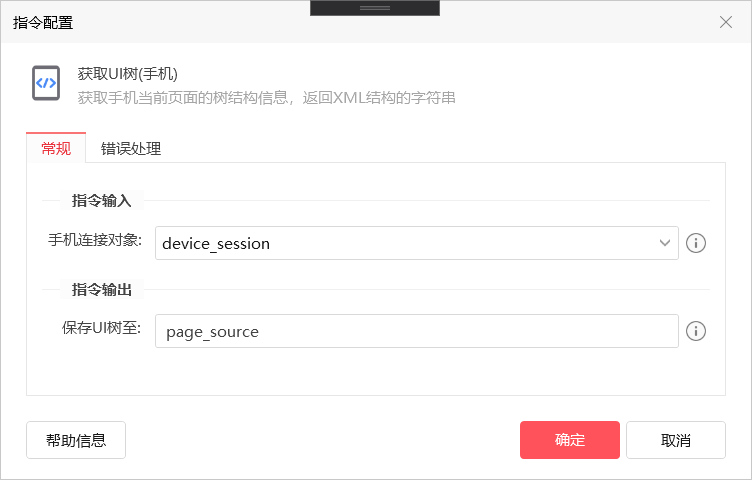 指令配置
获取UI树(手机)
获取手机当前页面的树结构信息，返回XML结构的字符串
常规 错误处理
指令输入
手机连接对象: device_session
指令输出
保存UI树至: page_source
帮助信息 确定 取消